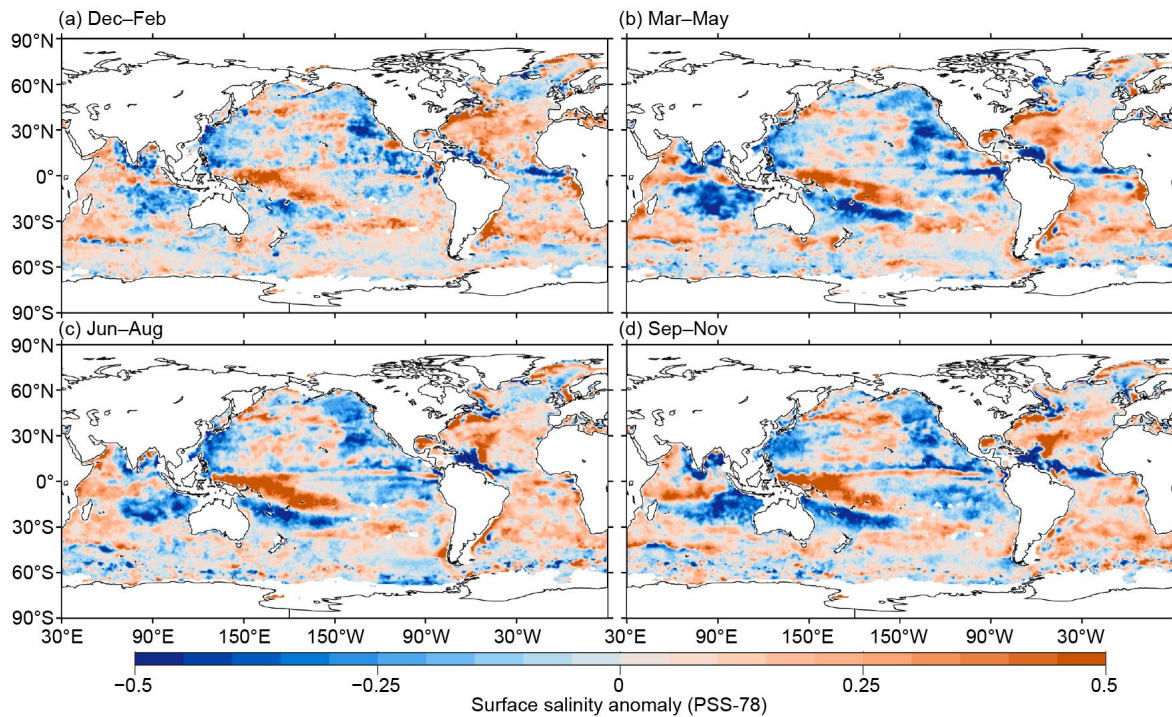 (a) Dec–Feb
(b) Mar–May
90°N
60°N
30°N
0°
30°S
60°S
90°S
(c) Jun–Aug
(d) Sep–Nov
90°N
60°N
30°N
0°
30°S
60°S
90°S
30°E 90°E 150°E 150°W 90°W 30°W 30°E 90°E 150°E 150°W 90°W 30°W
−0.5 −0.25 0 0.25 0.5
Surface salinity anomaly (PSS-78)